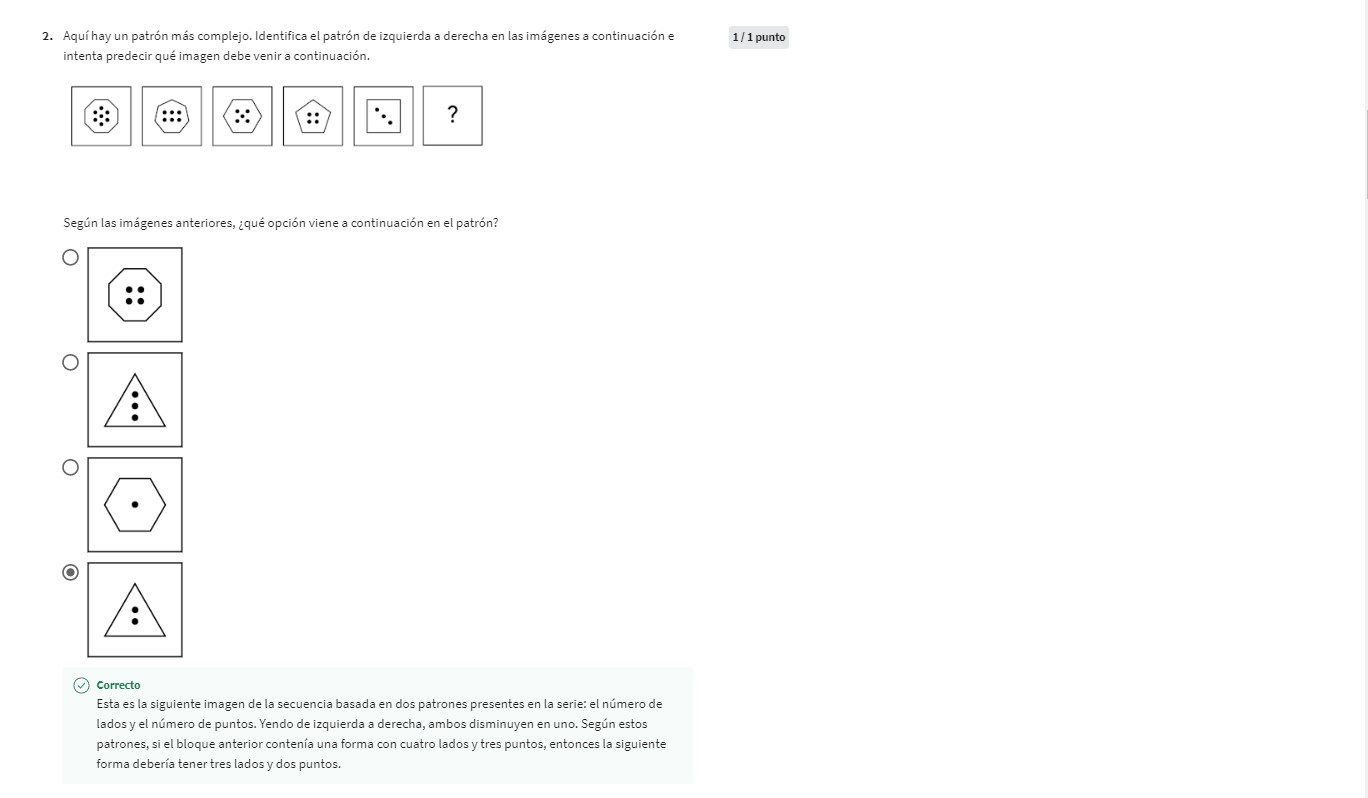 2. Aquí hay un patrón más complejo. Identifica el patrón de izquierda a derecha en las imágenes a continuación e
intenta predecir qué imagen debe venir a continuación.
1 / 1 punto
?
Según las imágenes anteriores, ¿qué opción viene a continuación en el patrón?
Correcto
Esta es la siguiente imagen de la secuencia basada en dos patrones presentes en la serie: el número de
lados y el número de puntos. Yendo de izquierda a derecha, ambos disminuyen en uno. Según estos
patrones, si el bloque anterior contenía una forma con cuatro lados y tres puntos, entonces la siguiente
forma debería tener tres lados y dos puntos.